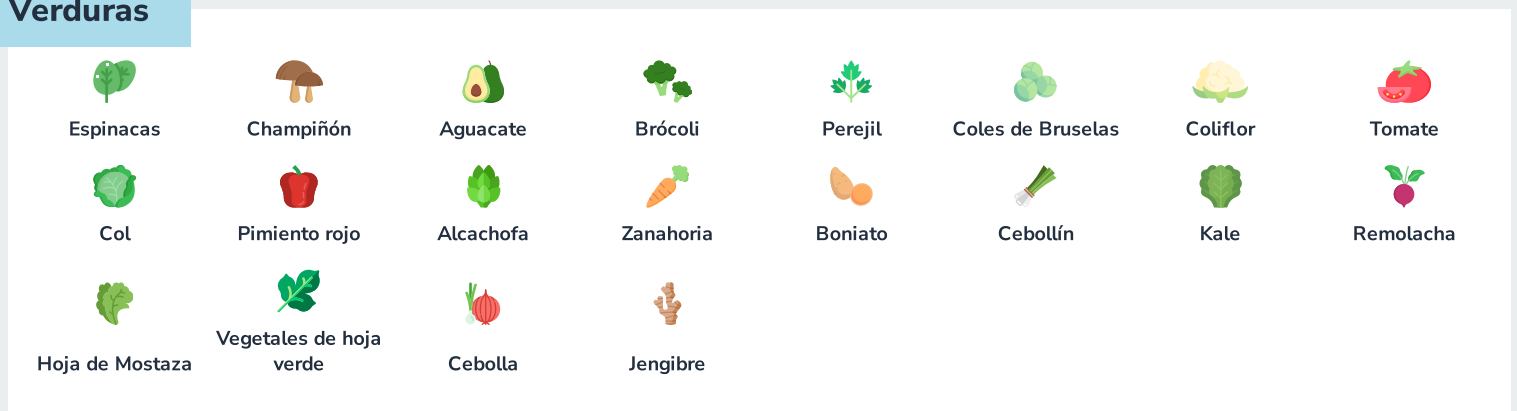 Verduras
Espinacas
Champiñón
Aguacate
Brócoli
Perejil
Coles de Bruselas
Coliflor
Tomate
Col
Pimiento rojo
Alcachofa
Zanahoria
Boniato
Cebollín
Kale
Remolacha
Hoja de Mostaza
Vegetales de hoja
verde
Cebolla
Jengibre